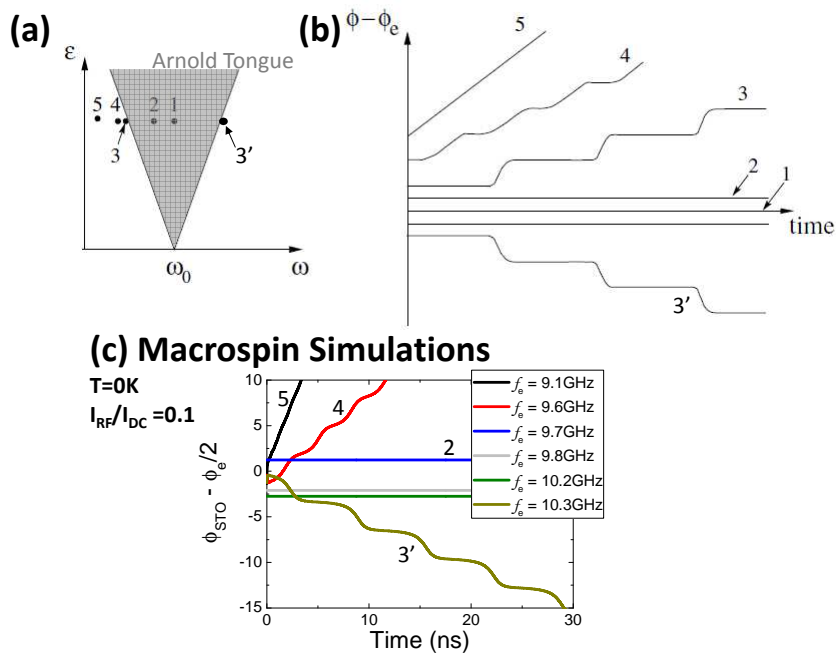 (a)
ε
Arnold Tongue
5
4
2
1
3
3′
ω₀
ω
(b)
ϕ−ϕₑ
5
4
3
2
1
time
3′
(c) Macrospin Simulations
T=0K
I_RF/I_DC =0.1
ϕ_STO - ϕₑ/2
10
5
0
-5
-10
-15
0
10
20
30
Time (ns)
5
4
2
3′
fₑ = 9.1GHz
fₑ = 9.6GHz
fₑ = 9.7GHz
fₑ = 9.8GHz
fₑ = 10.2GHz
fₑ = 10.3GHz